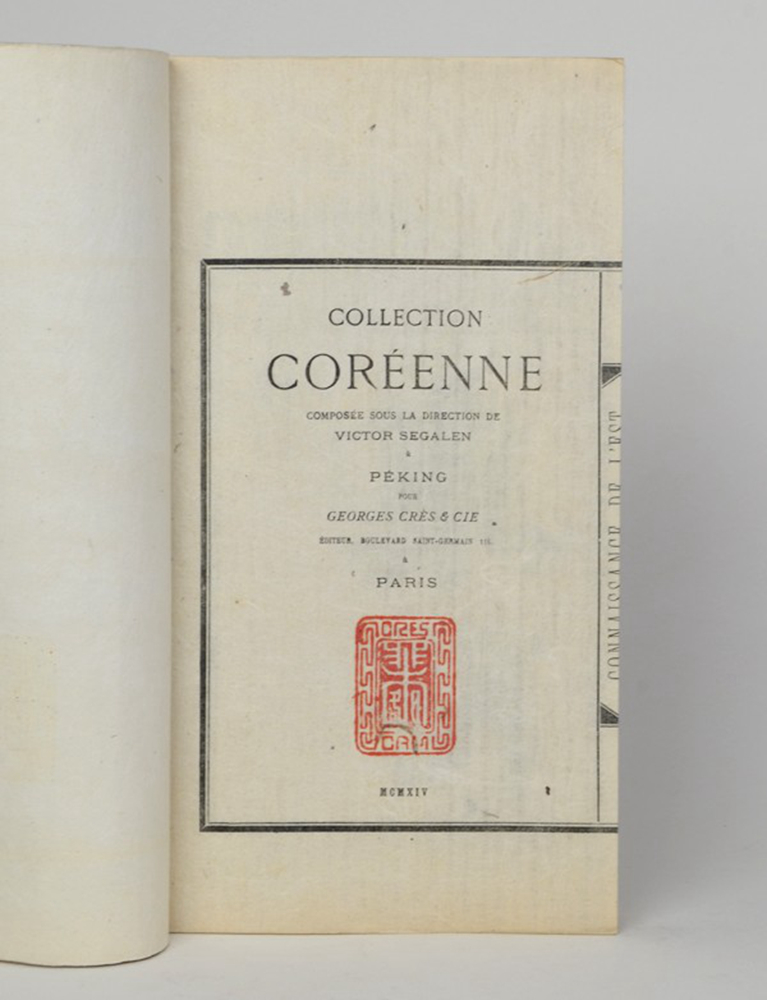 COLLECTION
CORÉENNE
COMPOSÉE SOUS LA DIRECTION DE
VICTOR SEGALEN
à
PÉKING
POUR
GEORGES CRÈS & CIE
ÉDITEUR, BOULEVARD SAINT-GERMAIN
à
PARIS
CRES
MCMXIV
CONNAISSANCE DE L'EST